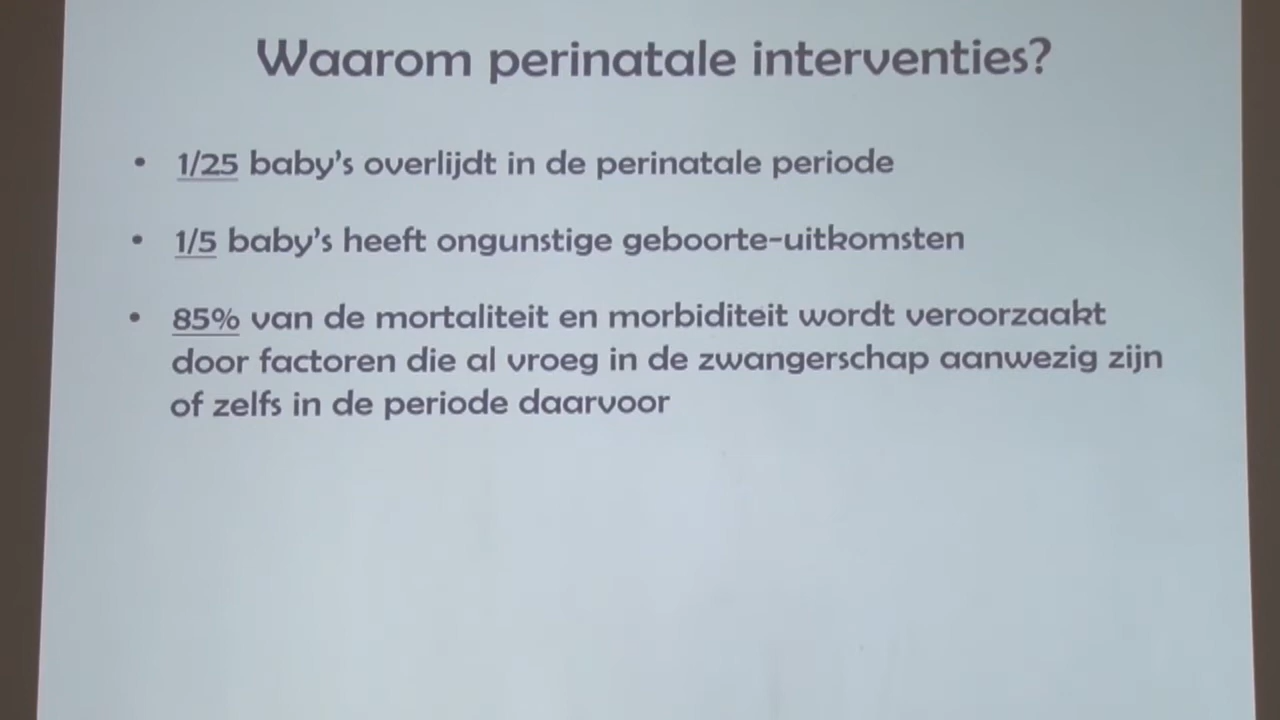 Waarom perinatale interventies?
• 1/25 baby's overlijdt in de perinatale periode
• 1/5 baby's heeft ongunstige geboorte-uitkomsten
• 85% van de mortaliteit en morbiditeit wordt veroorzaakt
door factoren die al vroeg in de zwangerschap aanwezig zijn
of zelfs in de periode daarvoor